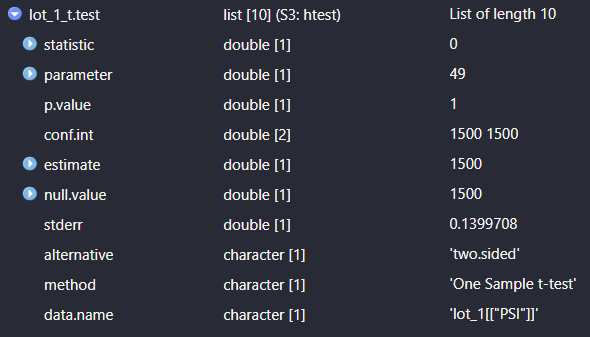 lot_1_t.test list [10] (S3: htest) List of length 10
statistic double [1] 0
parameter double [1] 49
p.value double [1] 1
conf.int double [2] 1500 1500
estimate double [1] 1500
null.value double [1] 1500
stderr double [1] 0.1399708
alternative character [1] 'two.sided'
method character [1] 'One Sample t-test'
data.name character [1] 'lot_1[["PSI"]]'